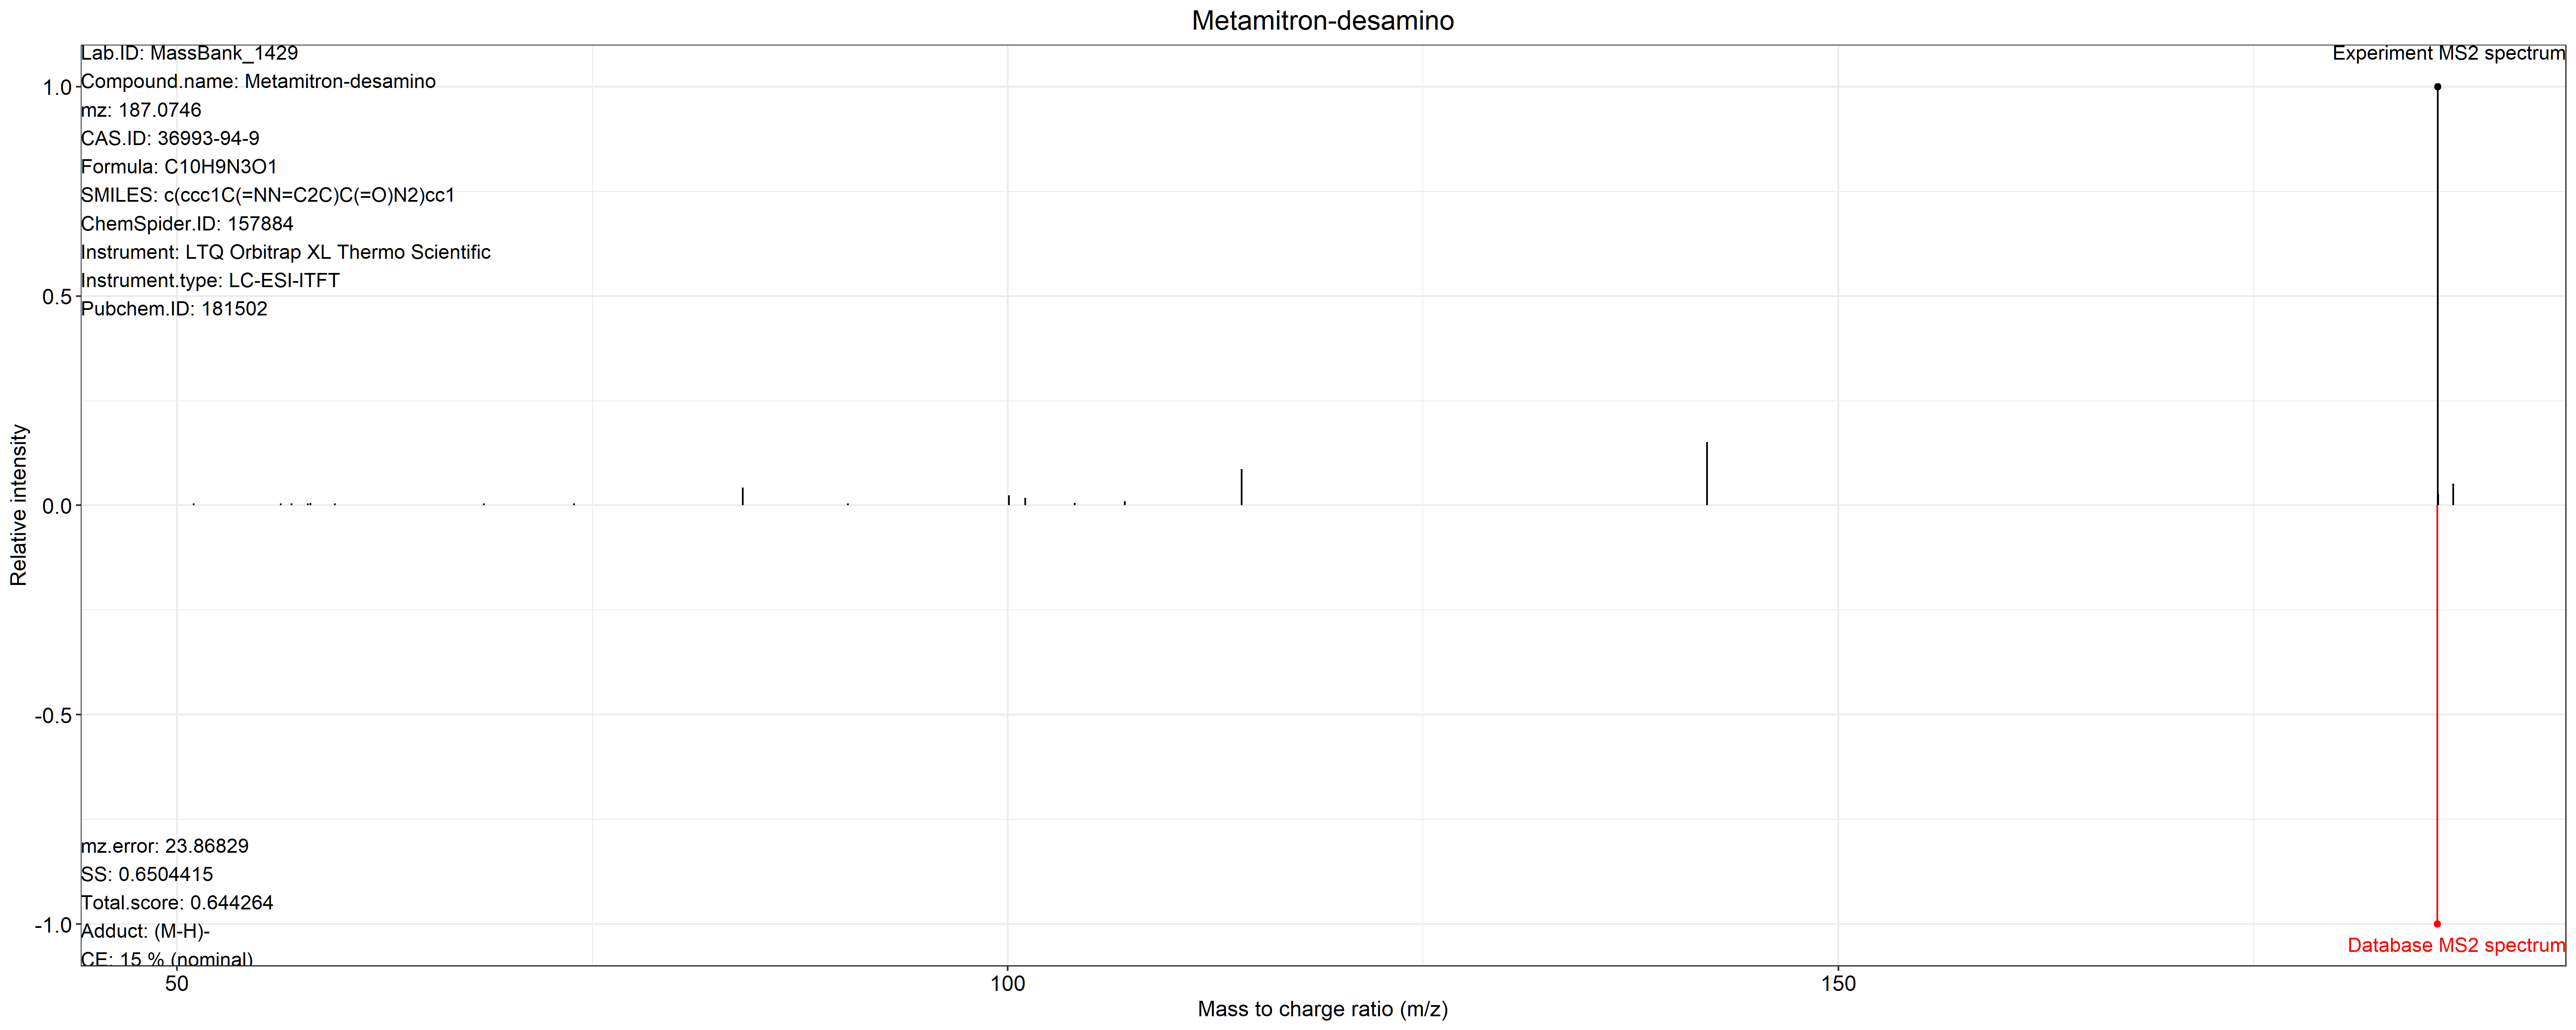 Metamitron-desamino
Lab.ID: MassBank_1429
Experiment MS2 spectrum
Compound.name: Metamitron-desamino
1.0
mz: 187.0746
CAS.ID: 36993-94-9
Formula: C10H9N3O1
SMILES: c(ccc1C(=NN=C2C)C(=O)N2)cc1
ChemSpider.ID: 157884
Instrument: LTQ Orbitrap XL Thermo Scientific
Instrument.type: LC-ESI-ITFT
0.5
Pubchem.ID: 181502
Relative intensity
0.0
-0.5
mz.error: 23.86829
SS: 0.6504415
Total.score: 0.644264
-1.0
Adduct: (M-H)-
Database MS2 spectrum
CE: 15 % (nominal)
50 100 150
Mass to charge ratio (m/z)